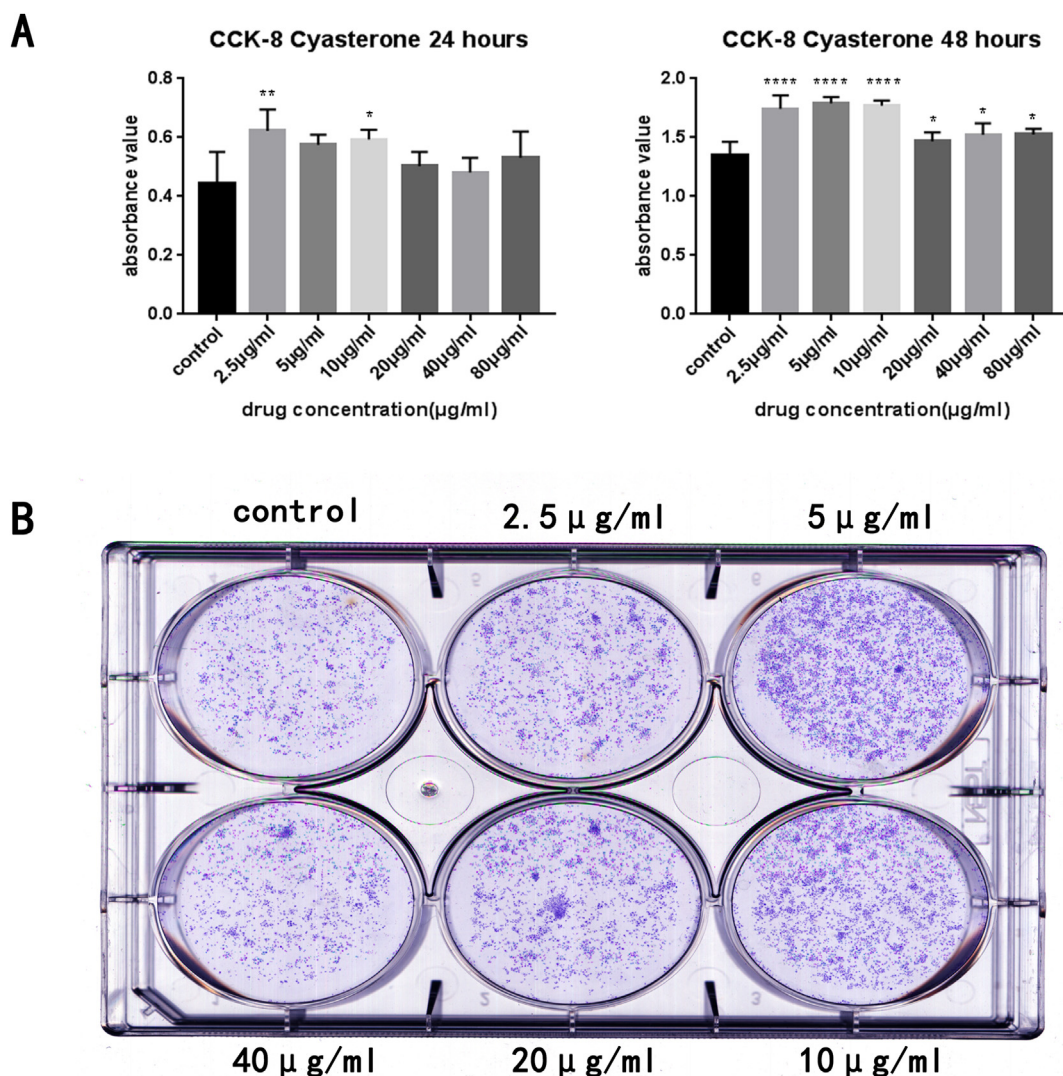 A
CCK-8 Cyasterone 24 hours
absorbance value
0.8
0.6
0.4
0.2
0.0
**
*
control
2.5μg/ml
5μg/ml
10μg/ml
20μg/ml
40μg/ml
80μg/ml
drug concentration(μg/ml)
CCK-8 Cyasterone 48 hours
absorbance value
2.0
1.5
1.0
0.5
0.0
****
****
****
*
*
*
control
2.5μg/ml
5μg/ml
10μg/ml
20μg/ml
40μg/ml
80μg/ml
drug concentration(μg/ml)
B
control
2.5μg/ml
5μg/ml
40μg/ml
20μg/ml
10μg/ml